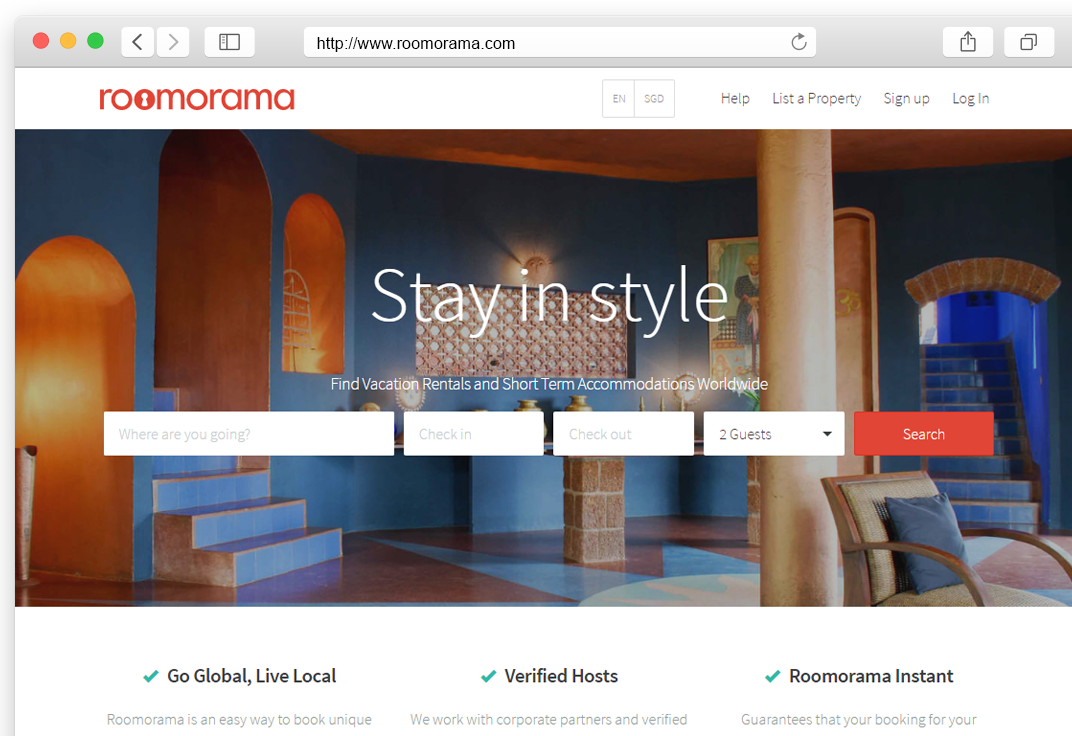 http://www.roomorama.com
roomorama
EN SGD Help List a Property Sign up Log In
Stay in style
Find Vacation Rentals and Short Term Accommodations Worldwide
Where are you going? Check in Check out 2 Guests Search
Go Global, Live Local Verified Hosts Roomorama Instant
Roomorama is an easy way to book unique We work with corporate partners and verified Guarantees that your booking for your